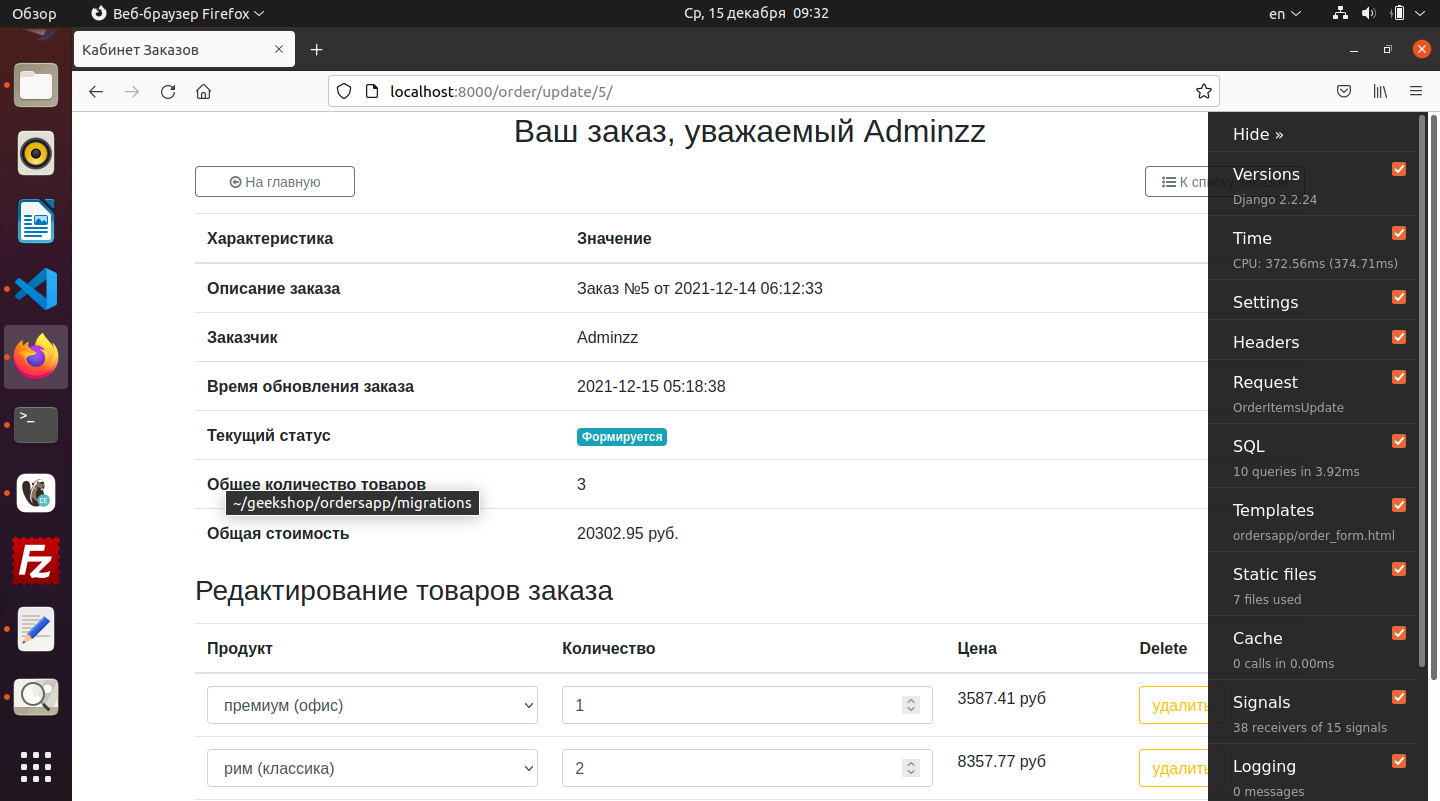 Обзор
Веб-браузер Firefox
Ср, 15 декабря 09:32
en
Кабинет Заказов
localhost:8000/order/update/5/
Ваш заказ, уважаемый Adminzz
На главную
К списку заказов
Характеристика Значение
Описание заказа Заказ №5 от 2021-12-14 06:12:33
Заказчик Adminzz
Время обновления заказа 2021-12-15 05:18:38
Текущий статус Формируется
Общее количество товаров 3
~/geekshop/ordersapp/migrations
Общая стоимость 20302.95 руб.
Редактирование товаров заказа
Продукт Количество Цена Delete
премиум (офис) 1 3587.41 руб удалить
рим (классика) 2 8357.77 руб удалить
Hide »
Versions
Django 2.2.24
Time
CPU: 372.56ms (374.71ms)
Settings
Headers
Request
OrderItemsUpdate
SQL
10 queries in 3.92ms
Templates
ordersapp/order_form.html
Static files
7 files used
Cache
0 calls in 0.00ms
Signals
38 receivers of 15 signals
Logging
0 messages
>_
CE
Fz